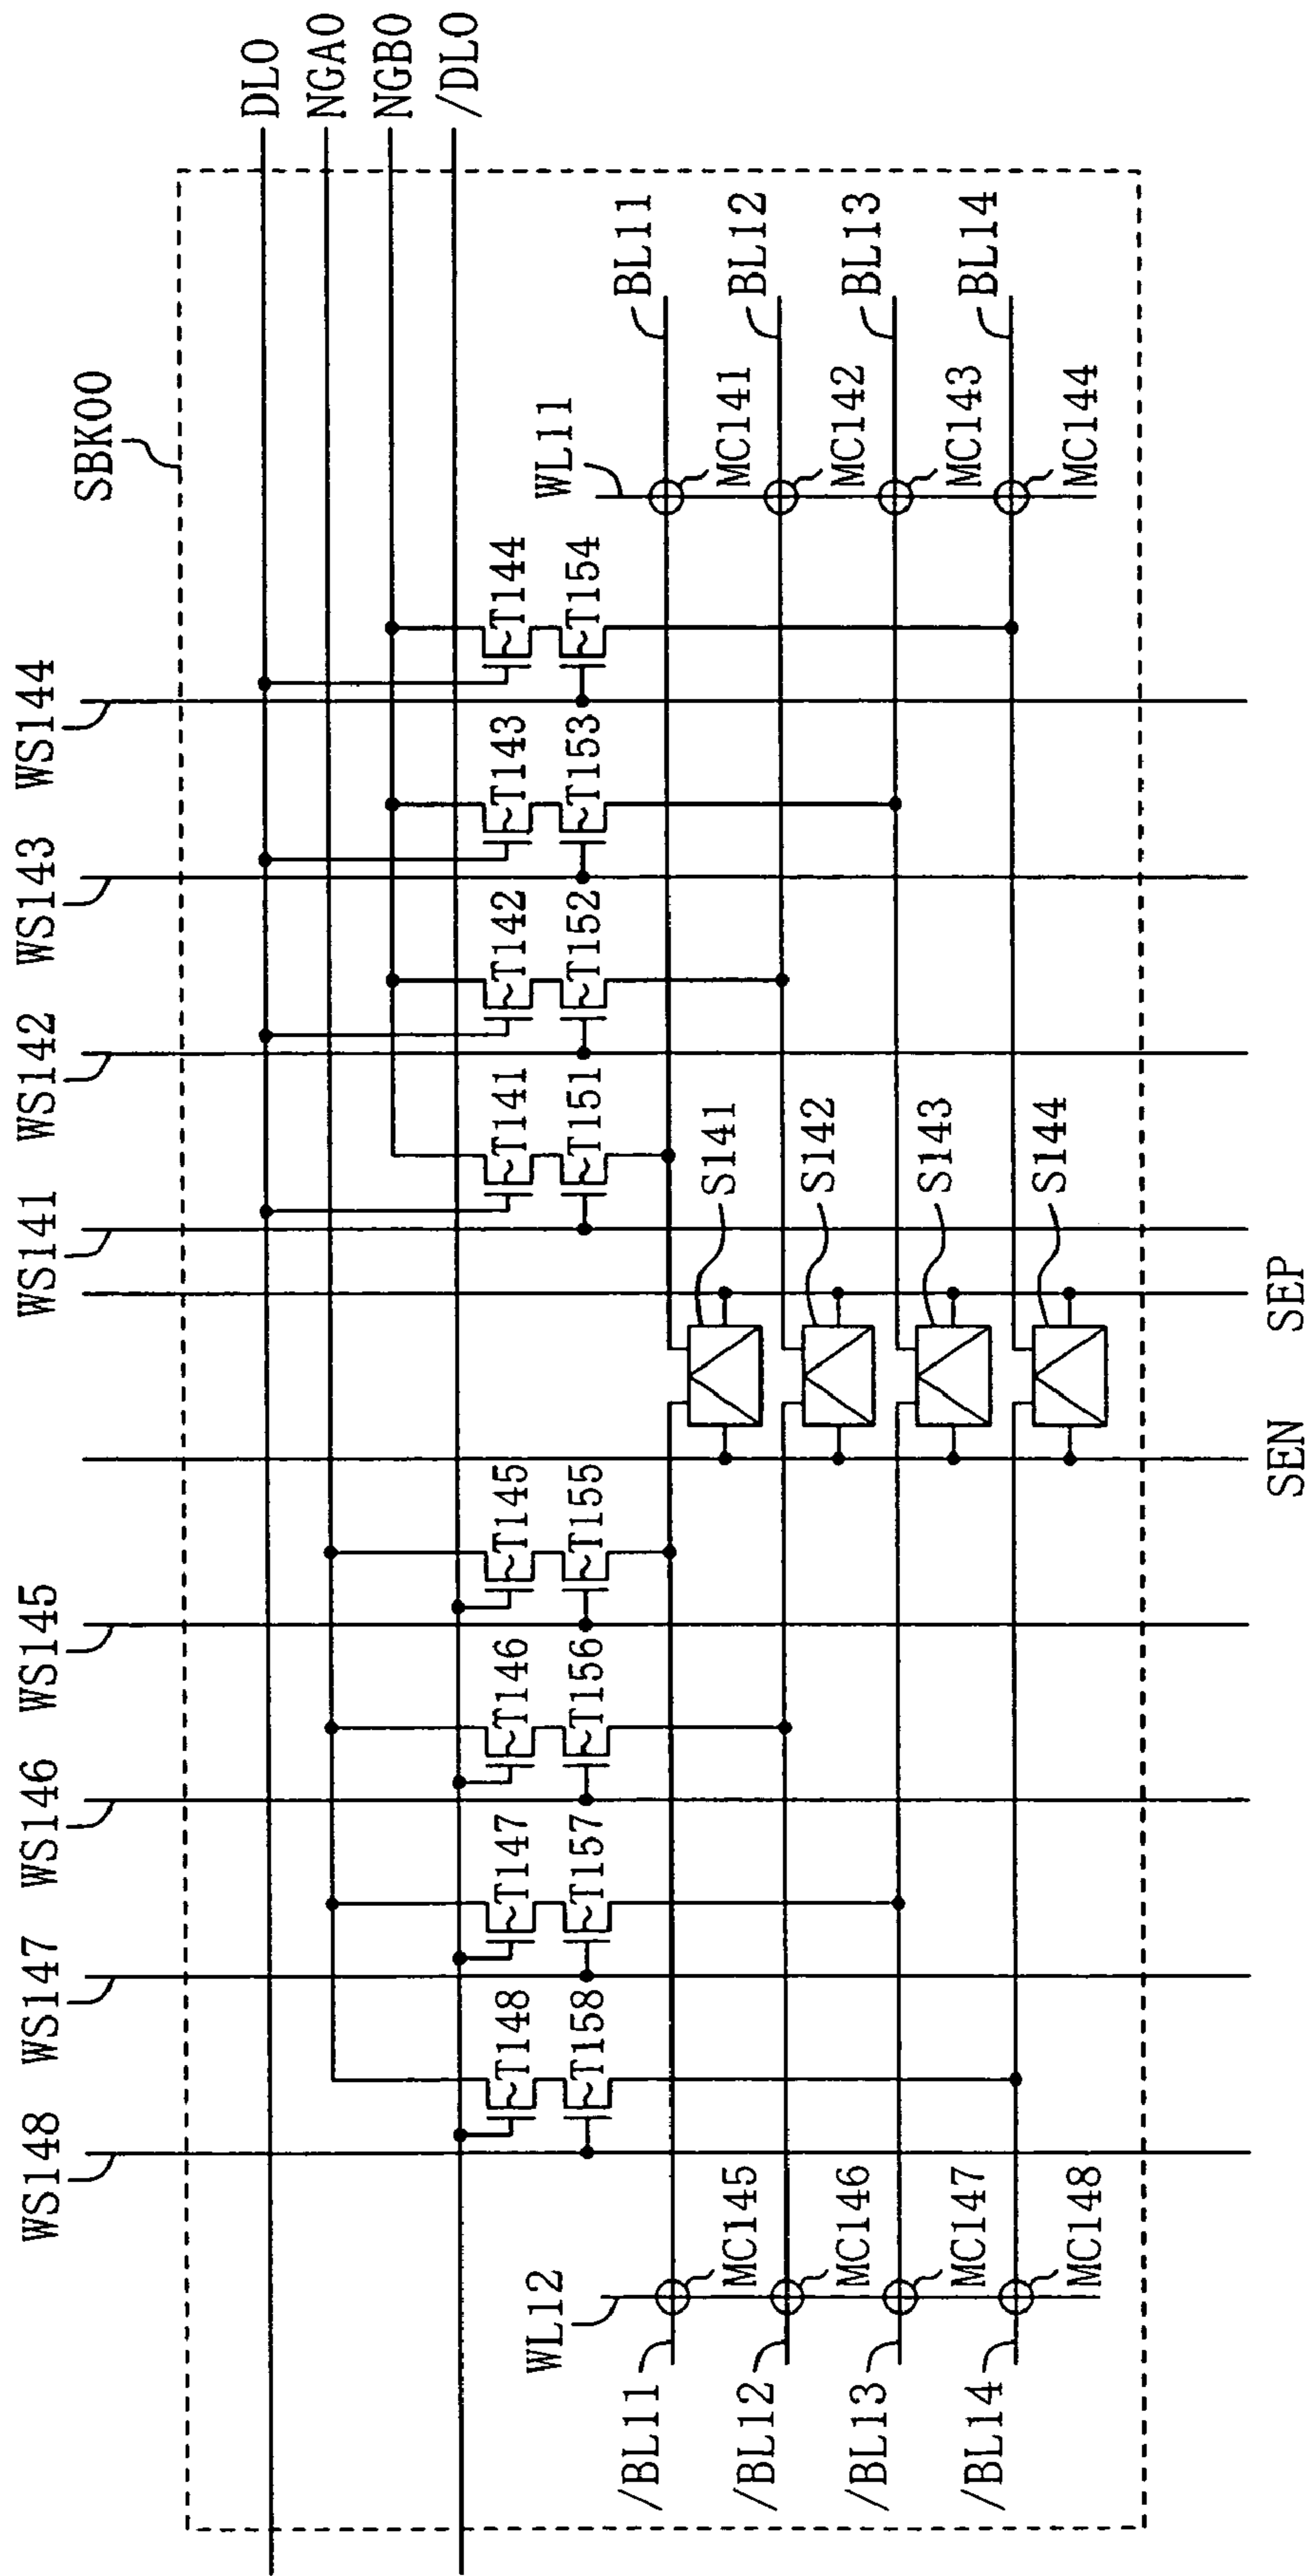 SBK00
DL0
NGA0
NGB0
/DL0
WS148
WS147
WS146
WS145
WS141
WS142
WS143
WS144
T148
T147
T146
T145
T141
T142
T143
T144
T158
T157
T156
T155
T151
T152
T153
T154
WL12
WL11
/BL11
MC145
S141
MC141
BL11
/BL12
MC146
S142
MC142
BL12
/BL13
MC147
S143
MC143
BL13
/BL14
MC148
S144
MC144
BL14
SEN
SEP